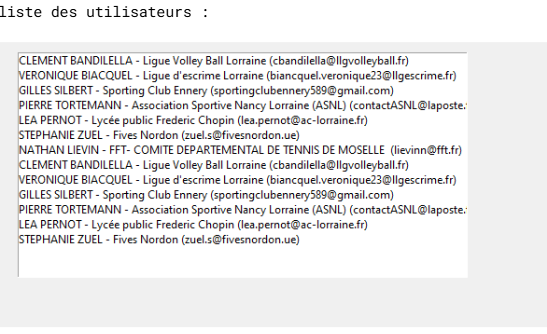 liste des utilisateurs :
CLEMENT BANDILELLA - Ligue Volley Ball Lorraine (cbandilella@llgvolleyball.fr)
VERONIQUE BIACQUEL - Ligue d'escrime Lorraine (biancquel.veronique23@llgescrime.fr)
GILLES SILBERT - Sporting Club Ennery (sportingclubennery589@gmail.com)
PIERRE TORTEMANN - Association Sportive Nancy Lorraine (ASNL) (contactASNL@laposte.
LEA PERNOT - Lycée public Frederic Chopin (lea.pernot@ac-lorraine.fr)
STEPHANIE ZUEL - Fives Nordon (zuel.s@fivesnordon.ue)
NATHAN LIEVIN - FFT- COMITE DEPARTEMENTAL DE TENNIS DE MOSELLE  (lievinn@fft.fr)
CLEMENT BANDILELLA - Ligue Volley Ball Lorraine (cbandilella@llgvolleyball.fr)
VERONIQUE BIACQUEL - Ligue d'escrime Lorraine (biancquel.veronique23@llgescrime.fr)
GILLES SILBERT - Sporting Club Ennery (sportingclubennery589@gmail.com)
PIERRE TORTEMANN - Association Sportive Nancy Lorraine (ASNL) (contactASNL@laposte.
LEA PERNOT - Lycée public Frederic Chopin (lea.pernot@ac-lorraine.fr)
STEPHANIE ZUEL - Fives Nordon (zuel.s@fivesnordon.ue)